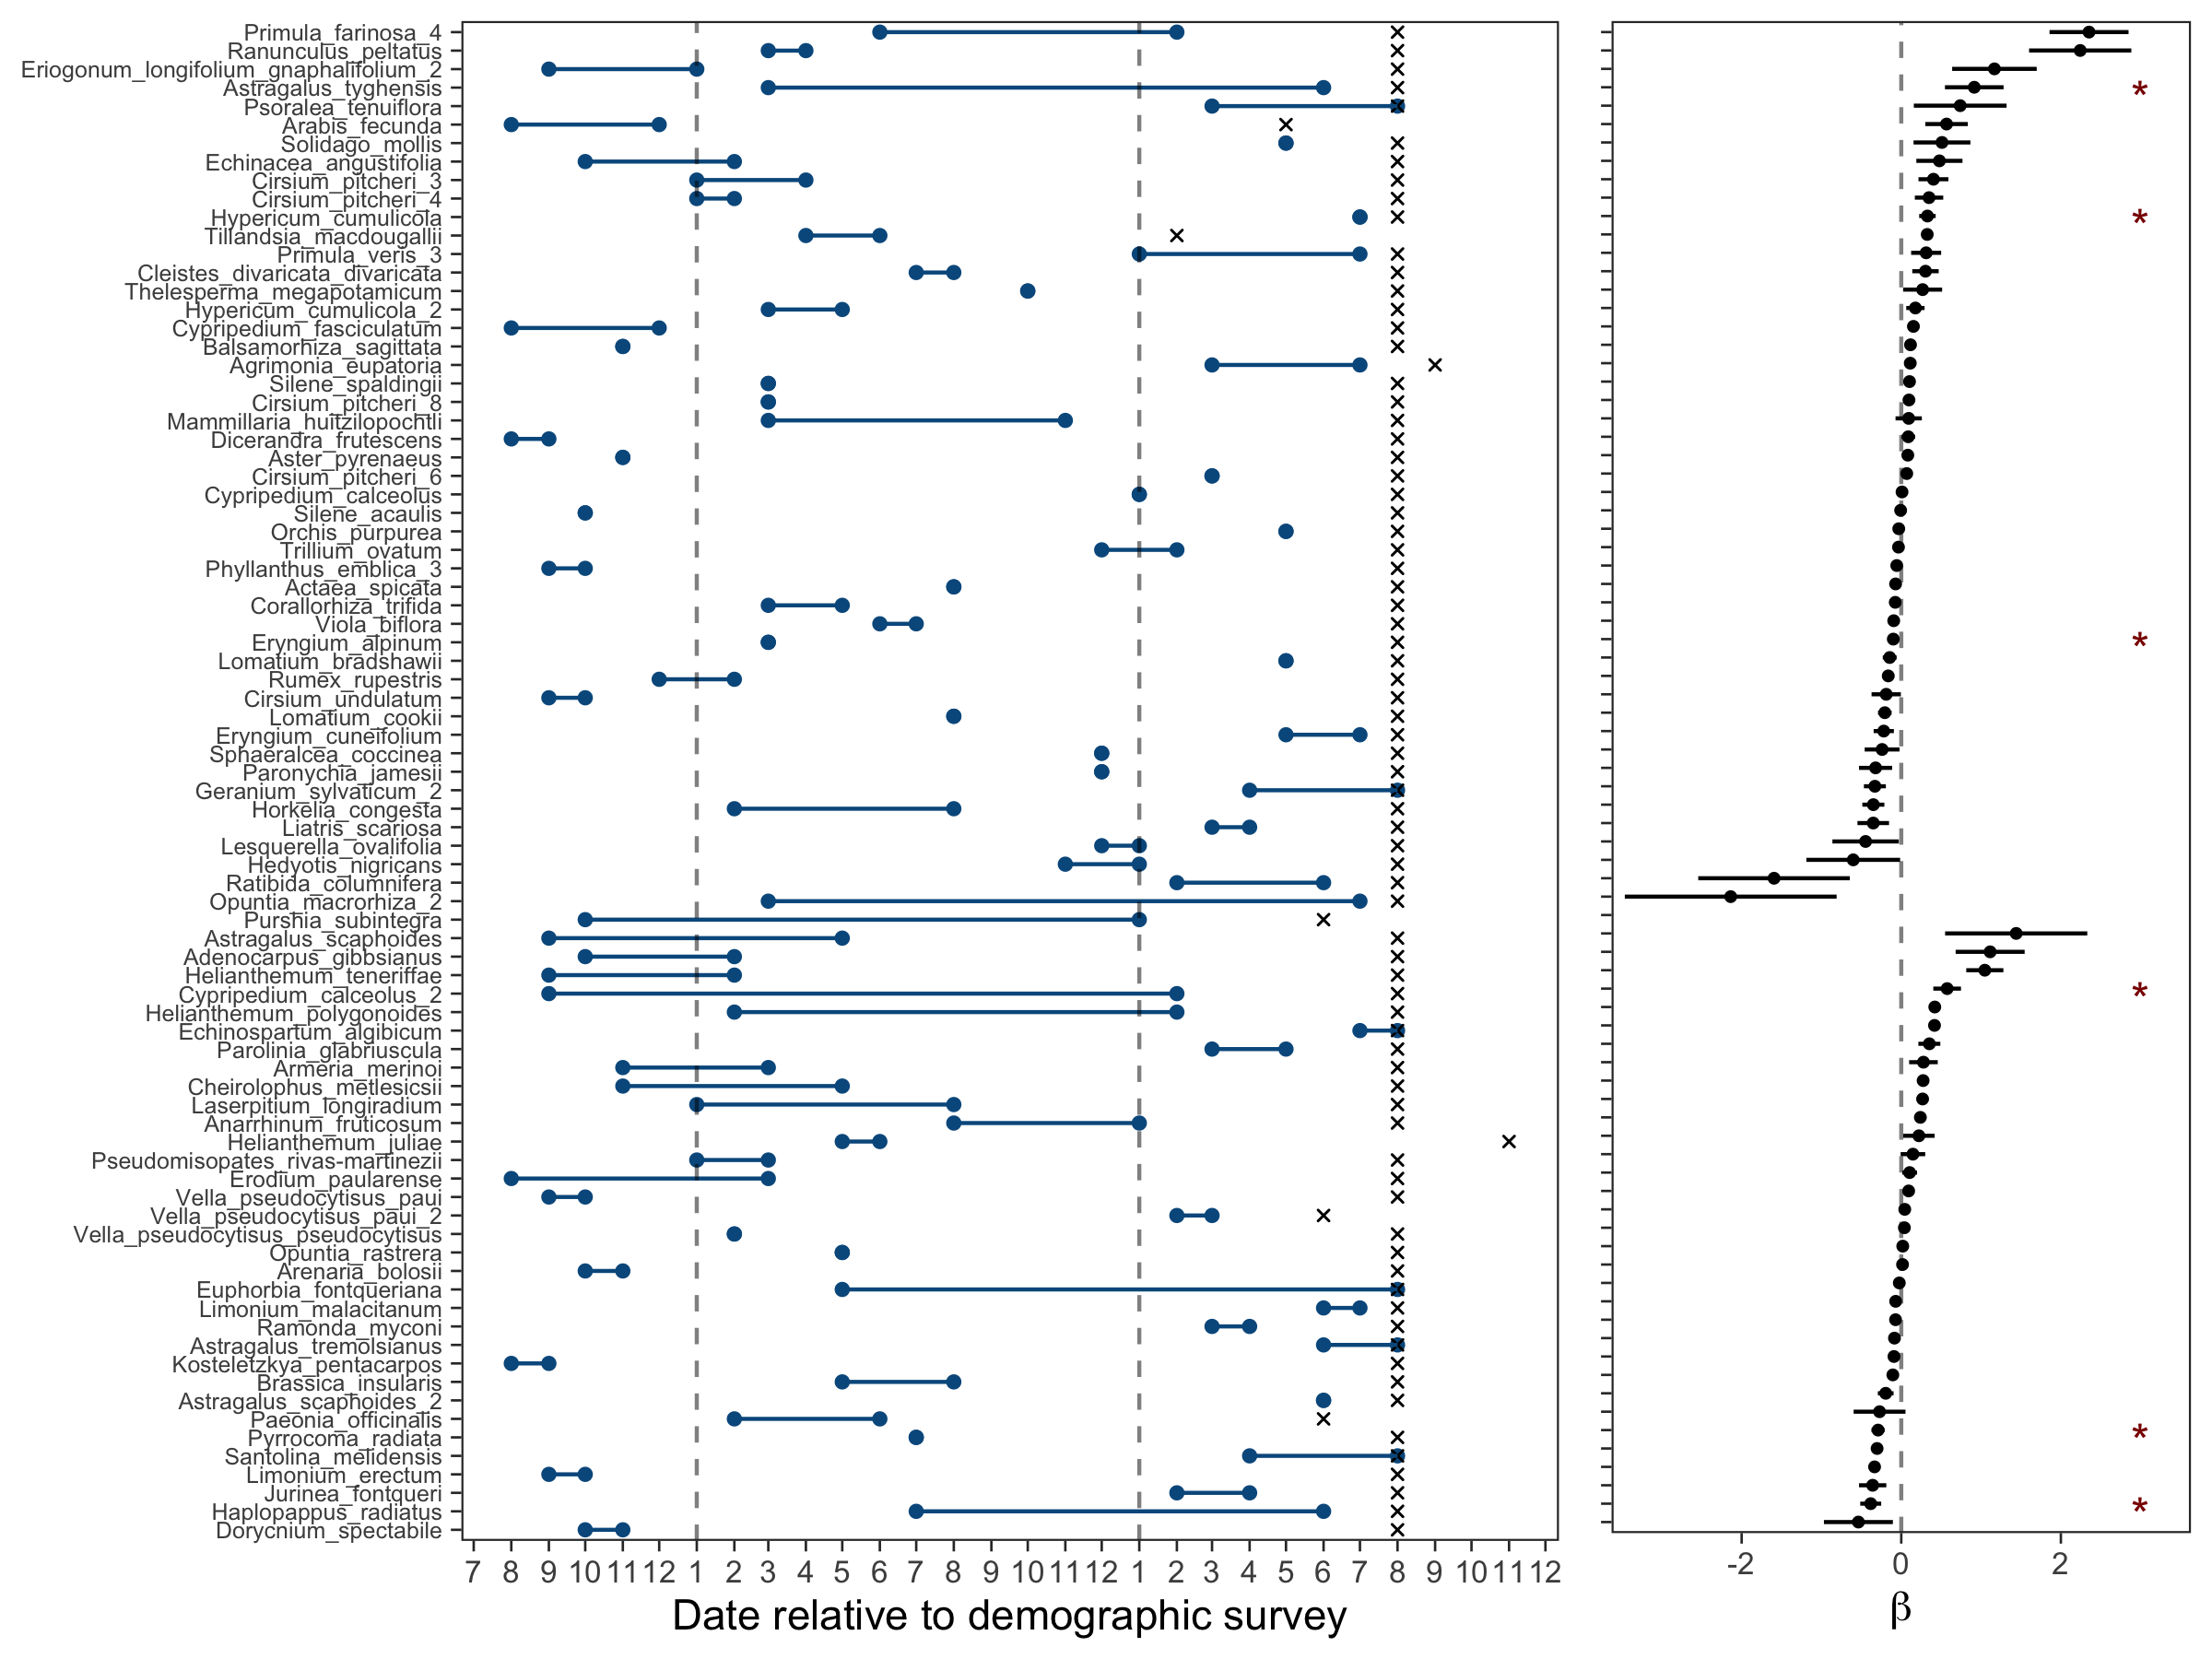 Primula_farinosa_4
Ranunculus_peltatus
Eriogonum_longifolium_gnaphalifolium_2
Astragalus_tyghensis
*
Psoralea_tenuiflora
Arabis_fecunda
Solidago_mollis
Echinacea_angustifolia
Cirsium_pitcheri_3
Cirsium_pitcheri_4
Hypericum_cumulicola
*
Tillandsia_macdougallii
Primula_veris_3
Cleistes_divaricata_divaricata
Thelesperma_megapotamicum
Hypericum_cumulicola_2
Cypripedium_fasciculatum
Balsamorhiza_sagittata
Agrimonia_eupatoria
Silene_spaldingii
Cirsium_pitcheri_8
Mammillaria_huitzilopochtli
Dicerandra_frutescens
Aster_pyrenaeus
Cirsium_pitcheri_6
Cypripedium_calceolus
Silene_acaulis
Orchis_purpurea
Trillium_ovatum
Phyllanthus_emblica_3
Actaea_spicata
Corallorhiza_trifida
Viola_biflora
Eryngium_alpinum
*
Lomatium_bradshawii
Rumex_rupestris
Cirsium_undulatum
Lomatium_cookii
Eryngium_cuneifolium
Sphaeralcea_coccinea
Paronychia_jamesii
Geranium_sylvaticum_2
Horkelia_congesta
Liatris_scariosa
Lesquerella_ovalifolia
Hedyotis_nigricans
Ratibida_columnifera
Opuntia_macrorhiza_2
Purshia_subintegra
Astragalus_scaphoides
Adenocarpus_gibbsianus
Helianthemum_teneriffae
Cypripedium_calceolus_2
*
Helianthemum_polygonoides
Echinospartum_algibicum
Parolinia_glabriuscula
Armeria_merinoi
Cheirolophus_metlesicsii
Laserpitium_longiradium
Anarrhinum_fruticosum
Helianthemum_juliae
Pseudomisopates_rivas-martinezii
Erodium_paularense
Vella_pseudocytisus_paui
Vella_pseudocytisus_paui_2
Vella_pseudocytisus_pseudocytisus
Opuntia_rastrera
Arenaria_bolosii
Euphorbia_fontqueriana
Limonium_malacitanum
Ramonda_myconi
Astragalus_tremolsianus
Kosteletzkya_pentacarpos
Brassica_insularis
Astragalus_scaphoides_2
Paeonia_officinalis
Pyrrocoma_radiata
*
Santolina_melidensis
Limonium_erectum
Jurinea_fontqueri
Haplopappus_radiatus
*
Dorycnium_spectabile
7 8 9 10 11 12 1 2 3 4 5 6 7 8 9 10 11 12 1 2 3 4 5 6 7 8 9 10 11 12
-2 0 2
Date relative to demographic survey
β